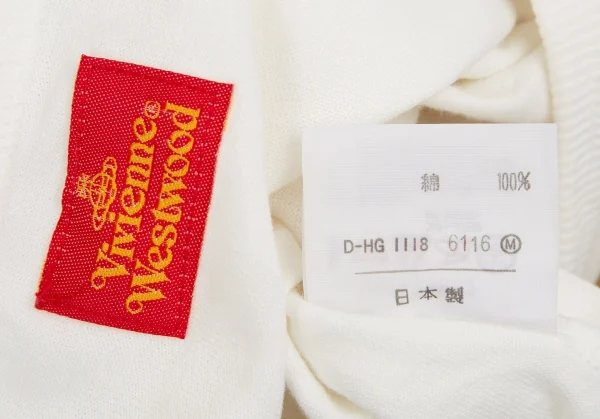 Vivienne®
Westwood
綿 100%
D-HG 1118 6116 Ⓜ
日本製